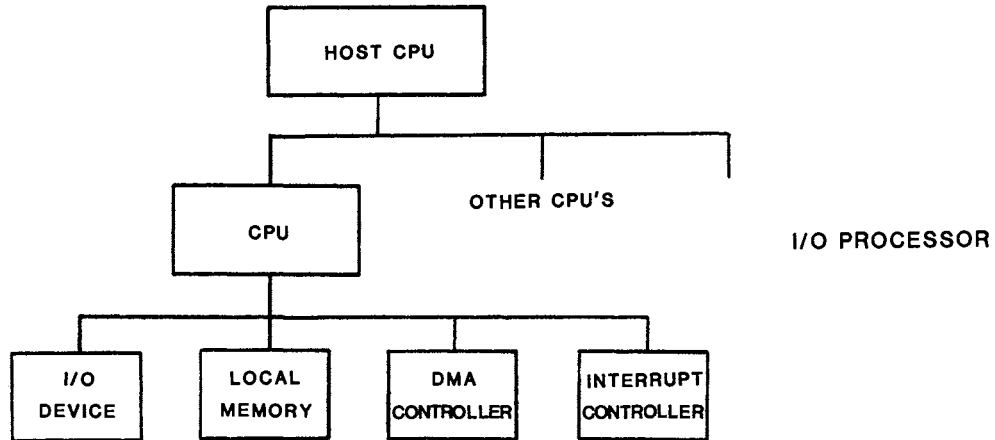 HOST CPU
OTHER CPU'S
CPU
I/O PROCESSOR
I/O
DEVICE
LOCAL
MEMORY
DMA
CONTROLLER
INTERRUPT
CONTROLLER